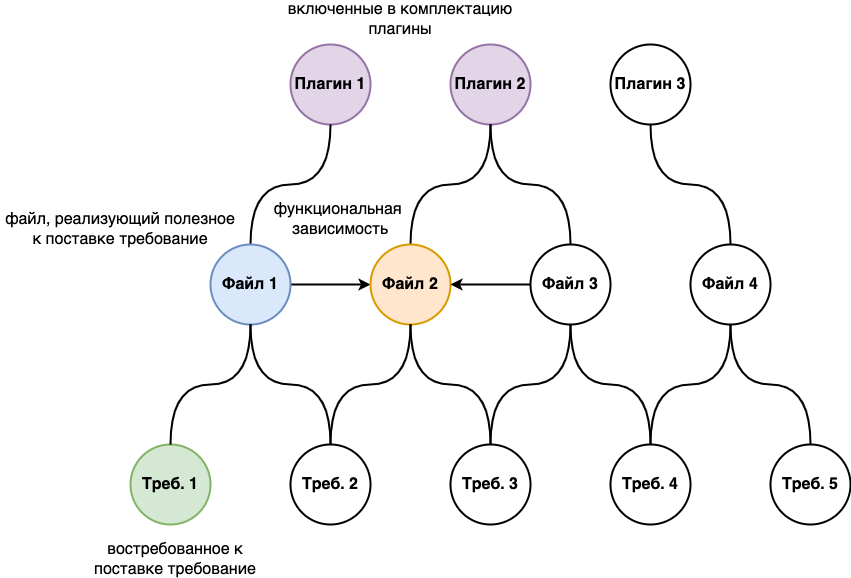 включенные в комплектацию
плагины
Плагин 1
Плагин 2
Плагин 3
файл, реализующий полезное
к поставке требование
функциональная
зависимость
Файл 1
Файл 2
Файл 3
Файл 4
Треб. 1
Треб. 2
Треб. 3
Треб. 4
Треб. 5
востребованное к
поставке требование